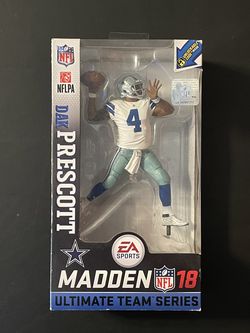 NFL
NFLPA
DAK
PRESCOTT
4
EA
SPORTS
MADDEN NFL 18
ULTIMATE TEAM SERIES